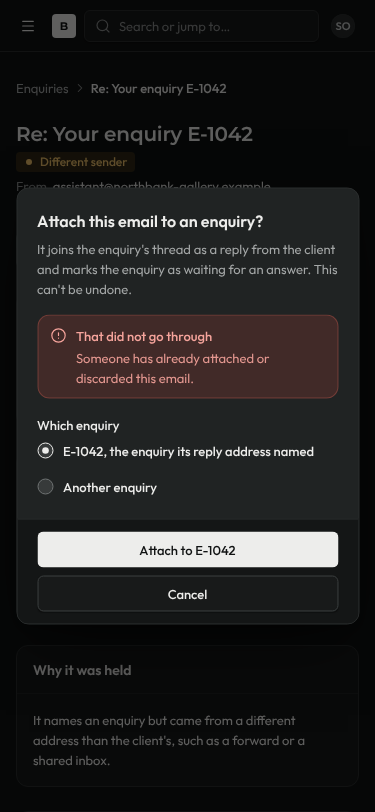 B
Search or jump to...
SO
Enquiries
Re: Your enquiry E-1042
Re: Your enquiry E-1042
Different sender
From assistant@northbank-gallery.example
Attach this email to an enquiry?
It joins the enquiry's thread as a reply from the client
and marks the enquiry as waiting for an answer. This
can't be undone.
That did not go through
Someone has already attached or
discarded this email.
Which enquiry
E-1042, the enquiry its reply address named
Another enquiry
Attach to E-1042
Cancel
Why it was held
It names an enquiry but came from a different
address than the client's, such as a forward or a
shared inbox.